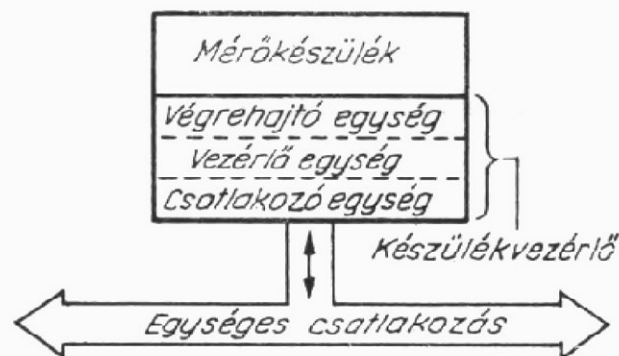 Mérőkészülék
Végrehajtó egység
Vezérlő egység
Csatlakozó egység
Készülékvezérlő
Egységes csatlakozás